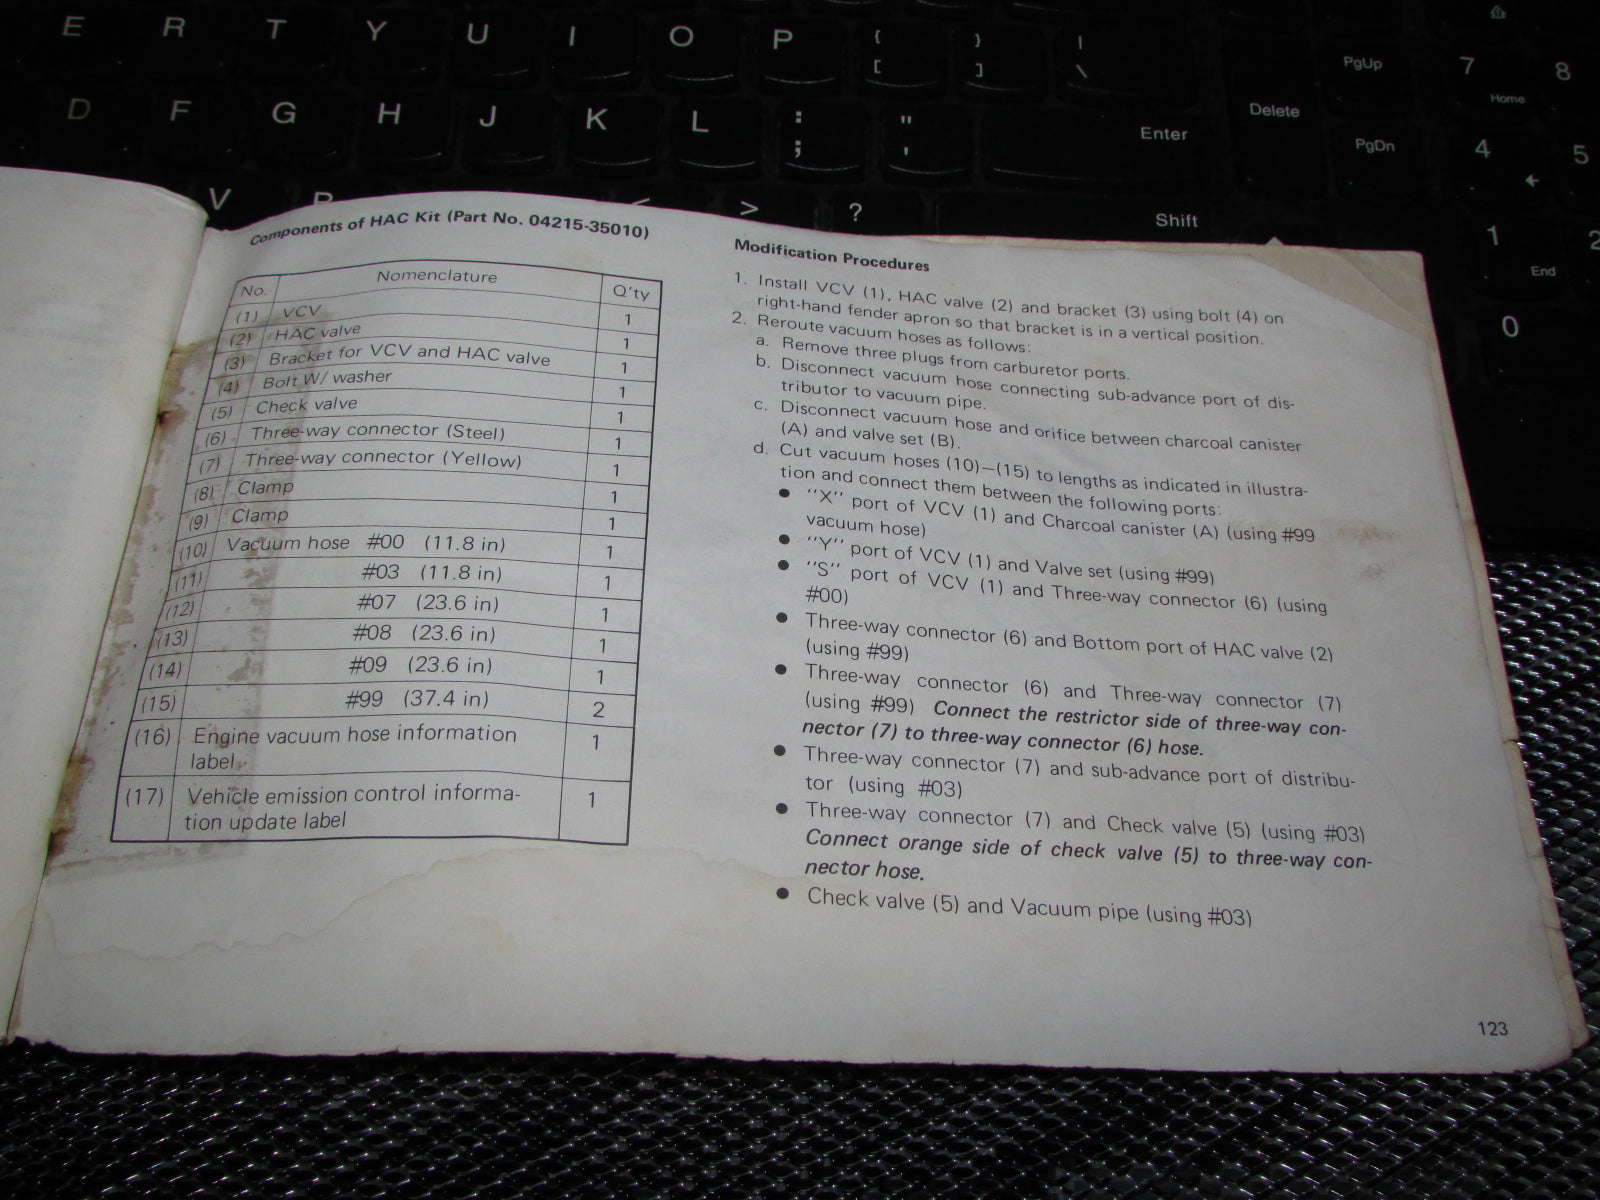 E R T Y U I O P { [ } ] | \ PgUp 7 Home 8
D F G H J K L : ; " ' Enter Delete PgDn 4 5
V < > ? Shift 1 End 2
0
Components of HAC Kit (Part No. 04215-35010)
No. Nomenclature Q'ty
(1) VCV 1
(2) HAC valve 1
(3) Bracket for VCV and HAC valve 1
(4) Bolt W/ washer 1
(5) Check valve 1
(6) Three-way connector (Steel) 1
(7) Three-way connector (Yellow) 1
(8) Clamp 1
(9) Clamp 1
(10) Vacuum hose #00 (11.8 in) 1
(11) #03 (11.8 in) 1
(12) #07 (23.6 in) 1
(13) #08 (23.6 in) 1
(14) #09 (23.6 in) 1
(15) #99 (37.4 in) 2
(16) Engine vacuum hose information 1
label
(17) Vehicle emission control informa- 1
tion update label
Modification Procedures
1. Install VCV (1), HAC valve (2) and bracket (3) using bolt (4) on
right-hand fender apron so that bracket is in a vertical position.
2. Reroute vacuum hoses as follows:
a. Remove three plugs from carburetor ports.
b. Disconnect vacuum hose connecting sub-advance port of dis-
tributor to vacuum pipe.
c. Disconnect vacuum hose and orifice between charcoal canister
(A) and valve set (B).
d. Cut vacuum hoses (10)–(15) to lengths as indicated in illustra-
tion and connect them between the following ports:
● "X" port of VCV (1) and Charcoal canister (A) (using #99
vacuum hose)
● "Y" port of VCV (1) and Valve set (using #99)
● "S" port of VCV (1) and Three-way connector (6) (using
#00)
● Three-way connector (6) and Bottom port of HAC valve (2)
(using #99)
● Three-way connector (6) and Three-way connector (7)
(using #99) Connect the restrictor side of three-way con-
nector (7) to three-way connector (6) hose.
● Three-way connector (7) and sub-advance port of distribu-
tor (using #03)
● Three-way connector (7) and Check valve (5) (using #03)
Connect orange side of check valve (5) to three-way con-
nector hose.
● Check valve (5) and Vacuum pipe (using #03)
123